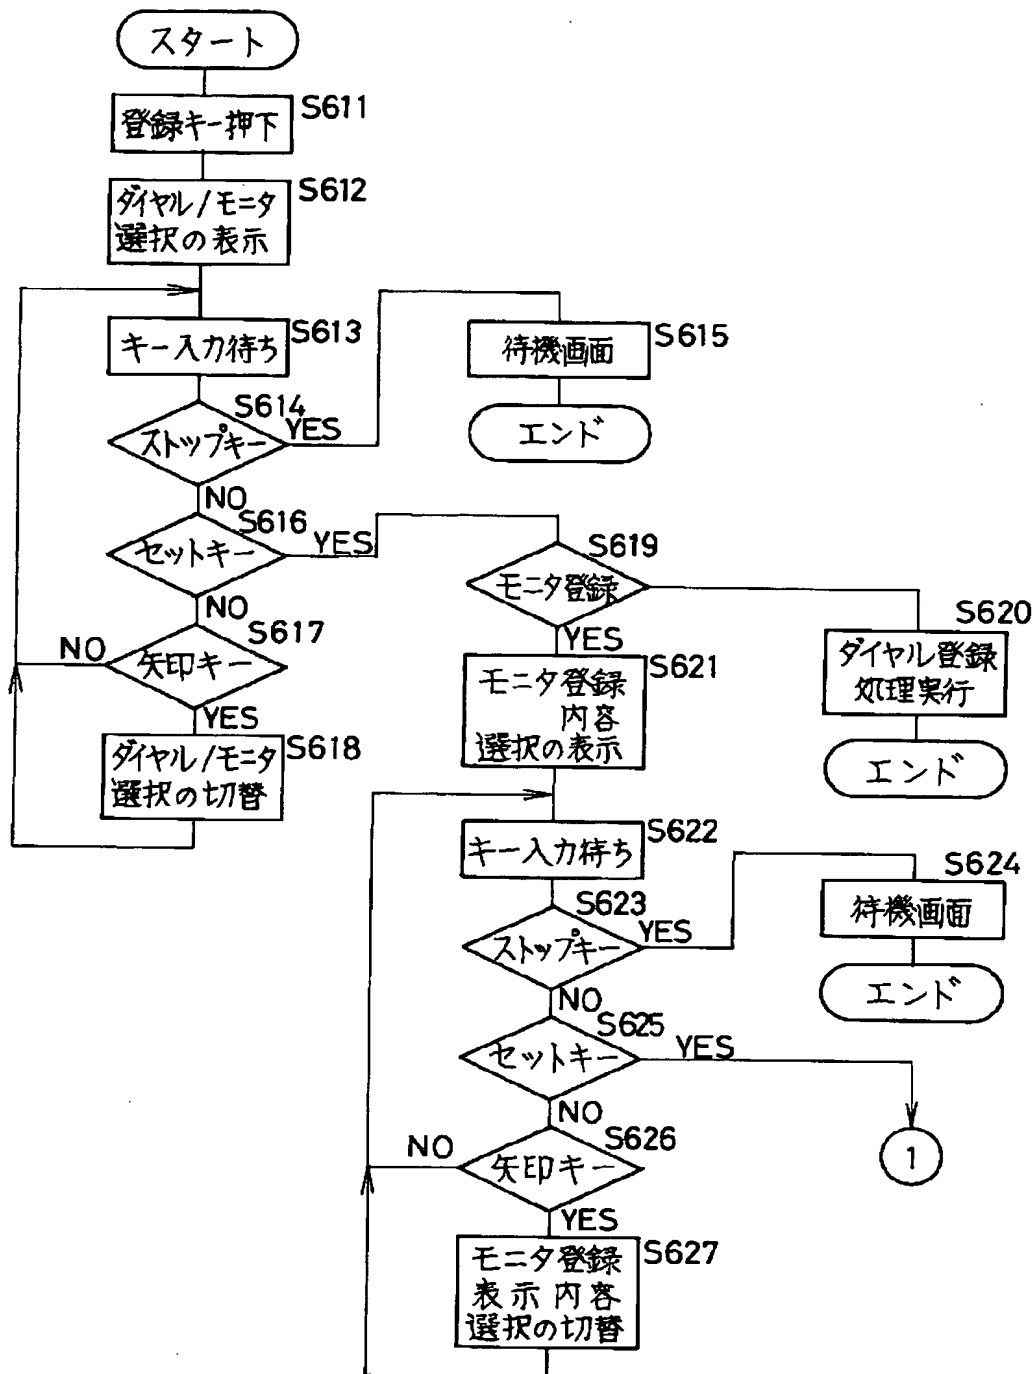 スタート
登録キー押下
S611
ダイヤル/モニタ
選択の表示
S612
キー入力待ち
S613
待機画面
S615
エンド
ストップキー
S614
YES
NO
セットキー
S616
YES
NO
モニタ登録
S619
YES
矢印キー
S617
NO
YES
ダイヤル登録
処理実行
S620
エンド
モニタ登録
内容
選択の表示
S621
ダイヤル/モニタ
選択の切替
S618
キー入力待ち
S622
待機画面
S624
エンド
ストップキー
S623
YES
NO
セットキー
S625
YES
NO
1
矢印キー
S626
NO
YES
モニタ登録
表示内容
選択の切替
S627